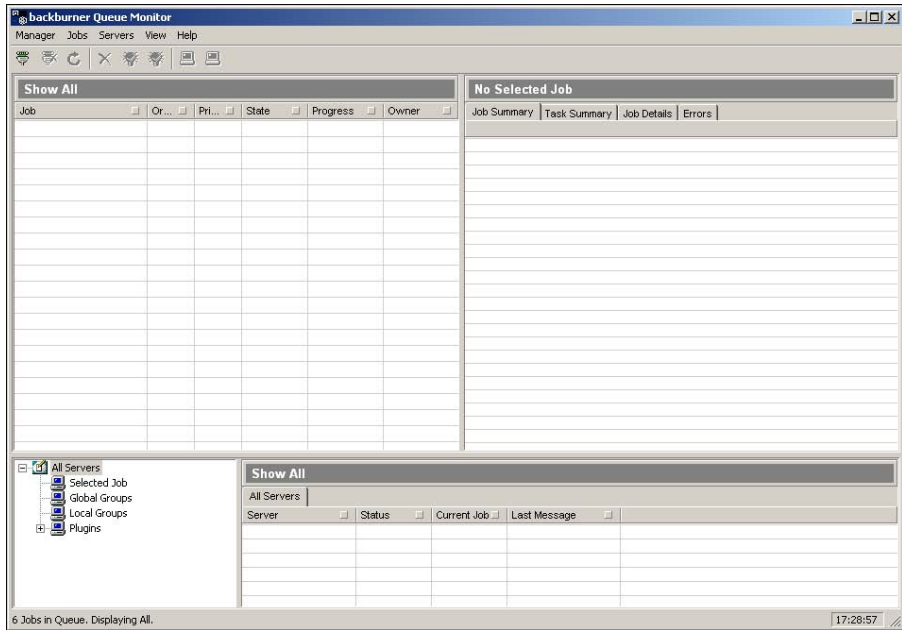 backburner Queue Monitor
Manager Jobs Servers View Help
Show All
Job Or... Pri... State Progress Owner
No Selected Job
Job Summary Task Summary Job Details Errors
All Servers
Selected Job
Global Groups
Local Groups
Plugins
Show All
All Servers
Server Status Current Job Last Message
6 Jobs in Queue. Displaying All.
17:28:57